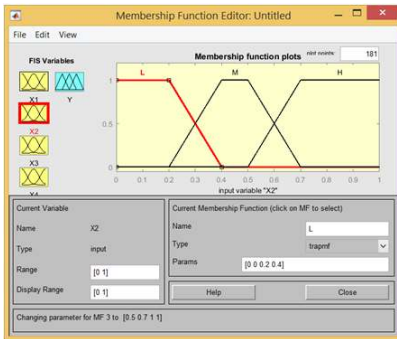 Membership Function Editor: Untitled
File Edit View
FIS Variables
X1
Y
X2
X3
X4
Membership function plots
plot points:
181
L
M
H
1
0.5
0
0 0.1 0.2 0.3 0.4 0.5 0.6 0.7 0.8 0.9 1
input variable "X2"
Current Variable
Name X2
Type input
Range [0 1]
Display Range [0 1]
Current Membership Function (click on MF to select)
Name L
Type trapmf
Params [0 0 0.2 0.4]
Help
Close
Changing parameter for MF 3 to [0.5 0.7 1 1]